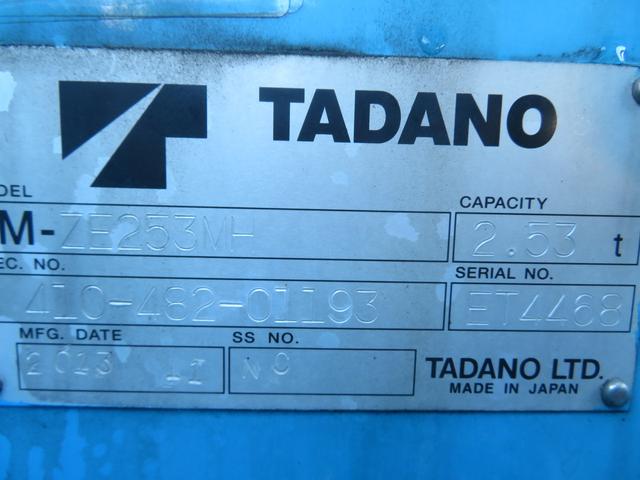 TADANO
ODEL
CAPACITY
M-ZE253MH
2.53 t
EC. NO.
SERIAL NO.
410-482-01193
ET4468
MFG. DATE
SS NO.
2013 11
NO
TADANO LTD.
MADE IN JAPAN